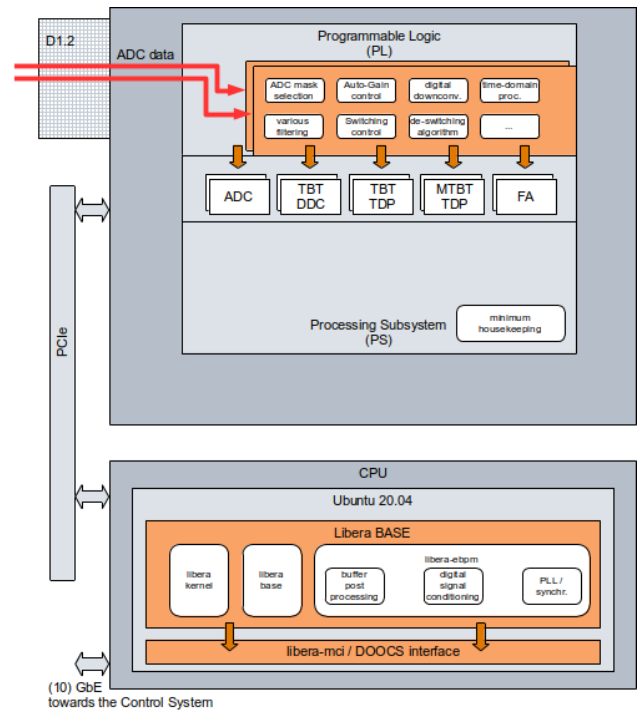 D1.2
ADC data
Programmable Logic
(PL)
ADC mask
selection
Auto-Gain
control
digital
downconv.
time-domain
proc.
various
filtering
Switching
control
de-switching
algorithm
...
ADC
TBT
DDC
TBT
TDP
MTBT
TDP
FA
Processing Subsystem
(PS)
minimum
housekeeping
PCIe
CPU
Ubuntu 20.04
Libera BASE
libera
kernel
libera
base
libera-ebpm
buffer
post
processing
digital
signal
conditioning
PLL /
synchr.
libera-mci / DOOCS interface
(10) GbE
towards the Control System